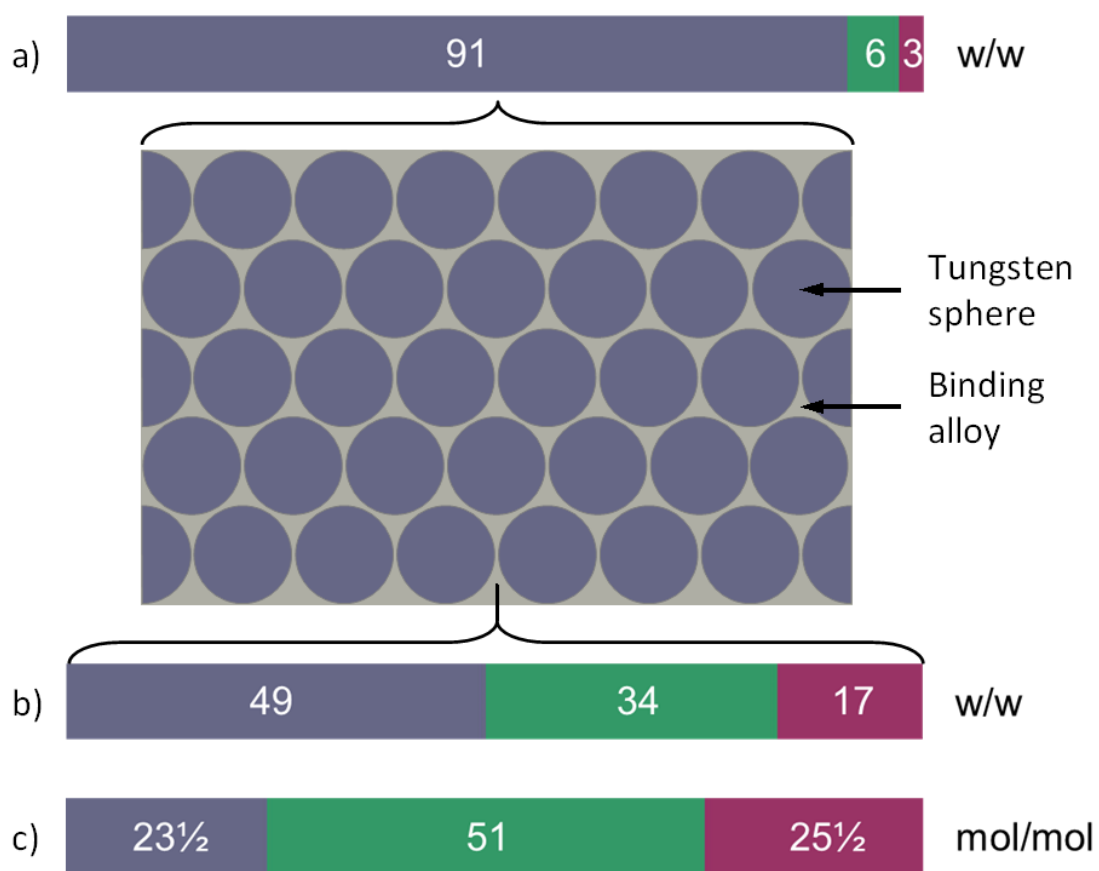 a) 91 6 3 w/w
Tungsten
sphere
Binding
alloy
b) 49 34 17 w/w
c) 23½ 51 25½ mol/mol